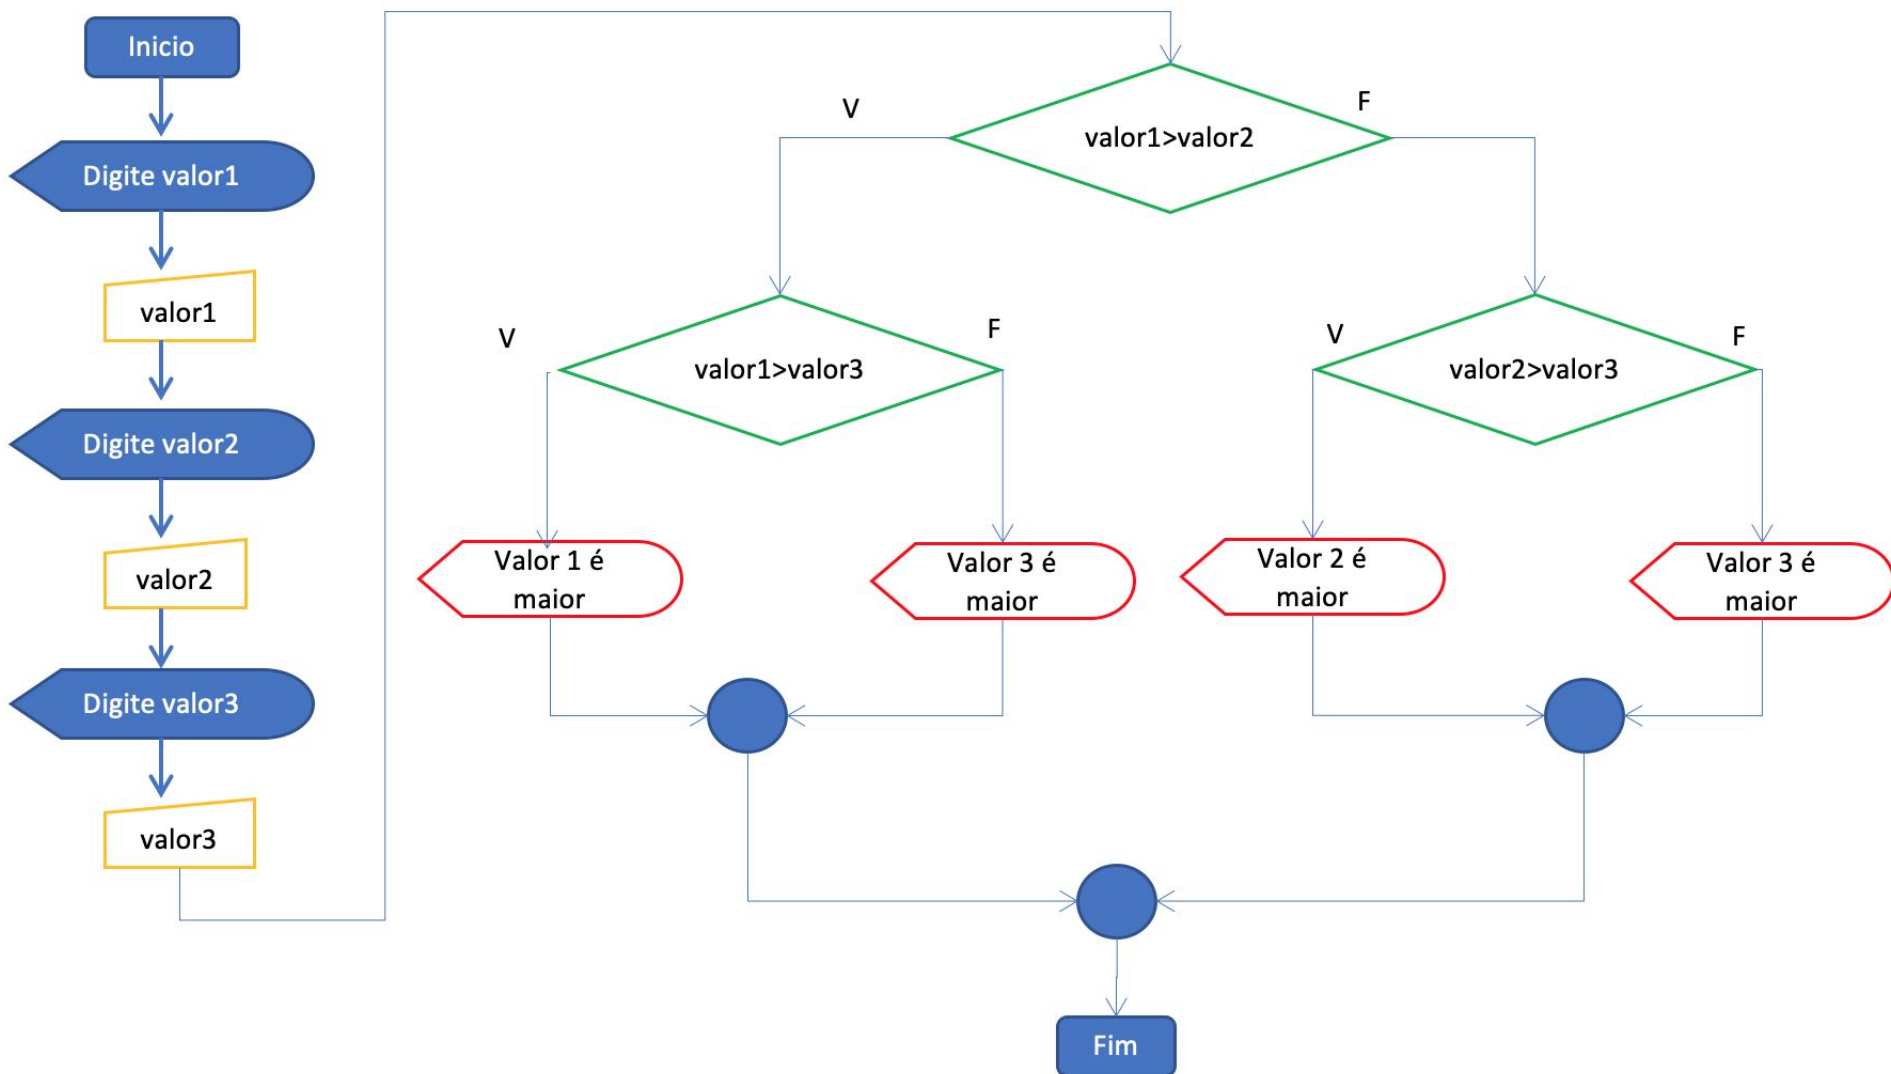 Inicio
Digite valor1
valor1
Digite valor2
valor2
Digite valor3
valor3
valor1>valor2
V
F
valor1>valor3
V
F
valor2>valor3
V
F
Valor 1 é
maior
Valor 3 é
maior
Valor 2 é
maior
Valor 3 é
maior
Fim